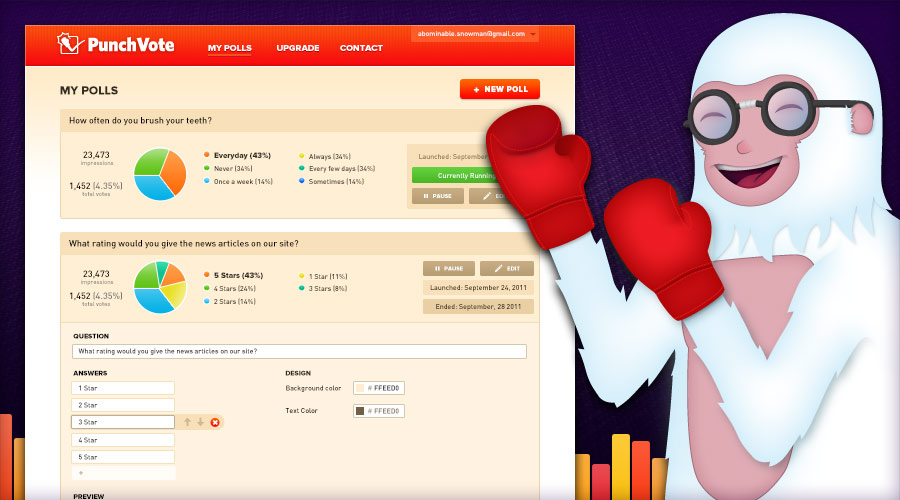 PunchVote
MY POLLS
UPGRADE
CONTACT
abominable.snowman@gmail.com
MY POLLS
+ NEW POLL
How often do you brush your teeth?
23,473
impressions
1,452 (4.35%)
total votes
Everyday (43%)
Never (34%)
Once a week (14%)
Always (34%)
Every few days (34%)
Sometimes (14%)
Launched: September
Currently Running
PAUSE
What rating would you give the news articles on our site?
23,473
impressions
1,452 (4.35%)
total votes
5 Stars (43%)
4 Stars (24%)
2 Stars (14%)
1 Star (11%)
3 Stars (8%)
PAUSE
EDIT
Launched: September 24, 2011
Ended: September, 28 2011
QUESTION
What rating would you give the news articles on our site?
ANSWERS
1 Star
2 Star
3 Star
4 Star
5 Star
+
DESIGN
Background color
# FFEED0
Text Color
# FFEED0
PREVIEW